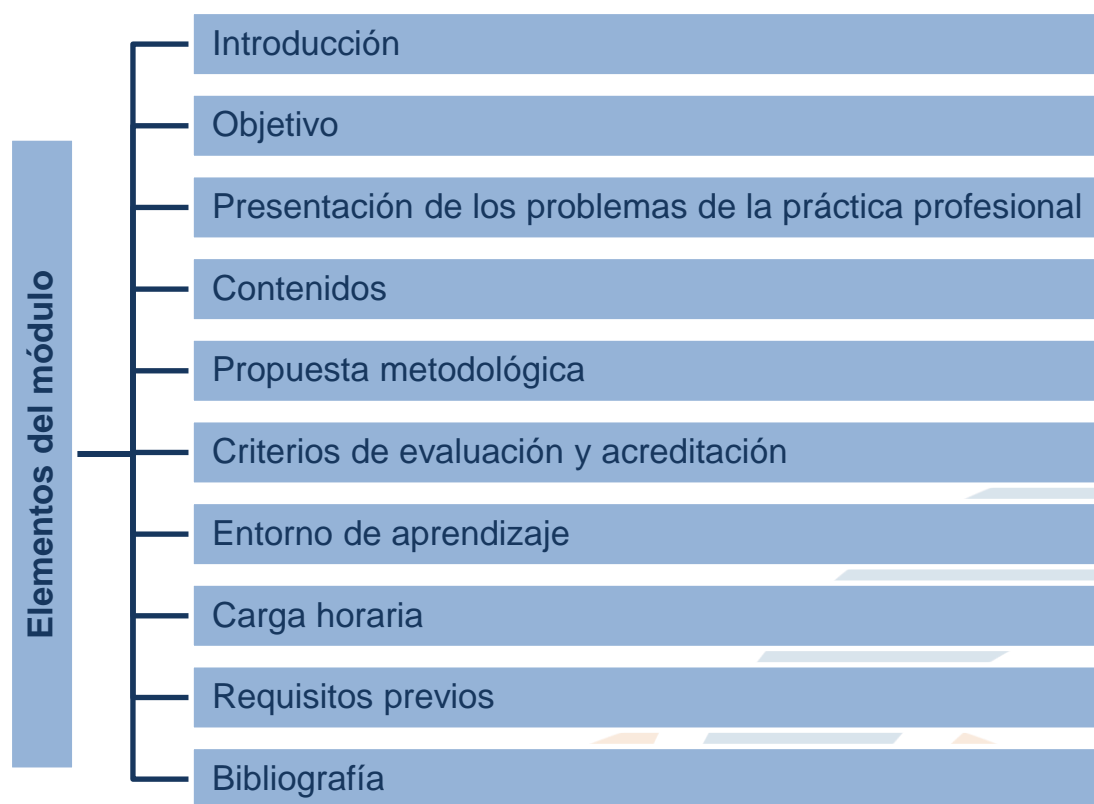 Elementos del módulo
Introducción
Objetivo
Presentación de los problemas de la práctica profesional
Contenidos
Propuesta metodológica
Criterios de evaluación y acreditación
Entorno de aprendizaje
Carga horaria
Requisitos previos
Bibliografía